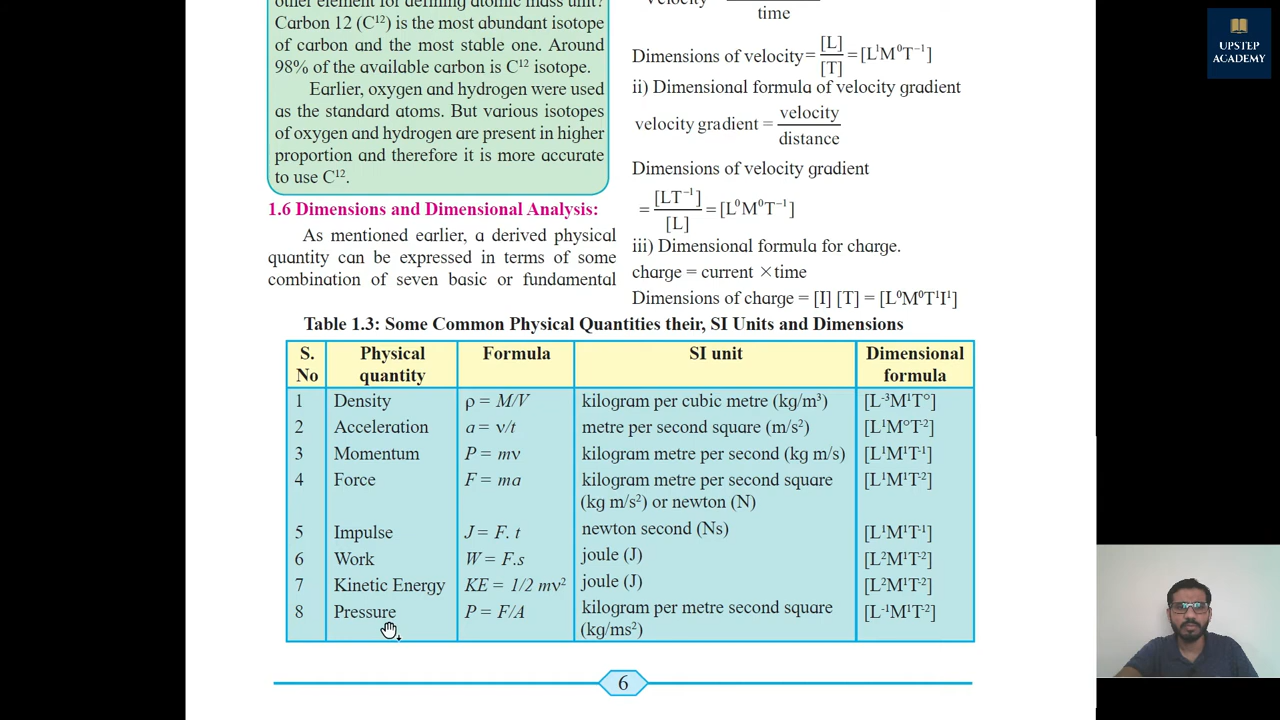 other element for defining atomic mass unit?
Carbon 12 (C¹²) is the most abundant isotope
of carbon and the most stable one. Around
98% of the available carbon is C¹² isotope.
Earlier, oxygen and hydrogen were used
as the standard atoms. But various isotopes
of oxygen and hydrogen are present in higher
proportion and therefore it is more accurate
to use C¹².
1.6 Dimensions and Dimensional Analysis:
As mentioned earlier, a derived physical
quantity can be expressed in terms of some
combination of seven basic or fundamental
velocity =
time
Dimensions of velocity = [L]/[T] = [L¹M⁰T⁻¹]
ii) Dimensional formula of velocity gradient
velocity gradient = velocity/distance
Dimensions of velocity gradient
= [LT⁻¹]/[L] = [L⁰M⁰T⁻¹]
iii) Dimensional formula for charge.
charge = current × time
Dimensions of charge = [I] [T] = [L⁰M⁰T¹I¹]
Table 1.3: Some Common Physical Quantities their, SI Units and Dimensions
S. No | Physical quantity | Formula | SI unit | Dimensional formula
1 Density ρ = M/V kilogram per cubic metre (kg/m³) [L⁻³M¹T°]
2 Acceleration a = v/t metre per second square (m/s²) [L¹M°T⁻²]
3 Momentum P = mv kilogram metre per second (kg m/s) [L¹M¹T⁻¹]
4 Force F = ma kilogram metre per second square (kg m/s²) or newton (N) [L¹M¹T⁻²]
5 Impulse J = F. t newton second (Ns) [L¹M¹T⁻¹]
6 Work W = F.s joule (J) [L²M¹T⁻²]
7 Kinetic Energy KE = 1/2 mv² joule (J) [L²M¹T⁻²]
8 Pressure P = F/A kilogram per metre second square (kg/ms²) [L⁻¹M¹T⁻²]
6
UPSTEP
ACADEMY